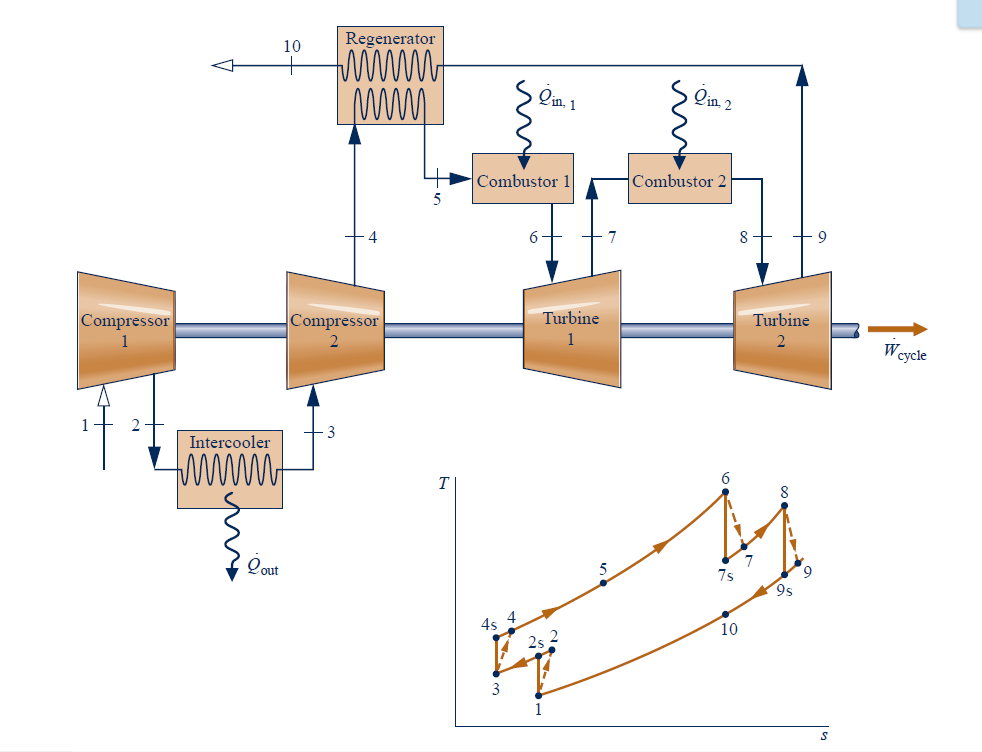 10
Regenerator
Q̇in, 1
Q̇in, 2
Combustor 1
Combustor 2
5
4
6
7
8
9
Compressor
1
Compressor
2
Turbine
1
Turbine
2
Ẇcycle
1
2
3
Intercooler
Q̇out
T
6
8
5
7s
7
9s
9
4s
4
2s
2
10
3
1
s